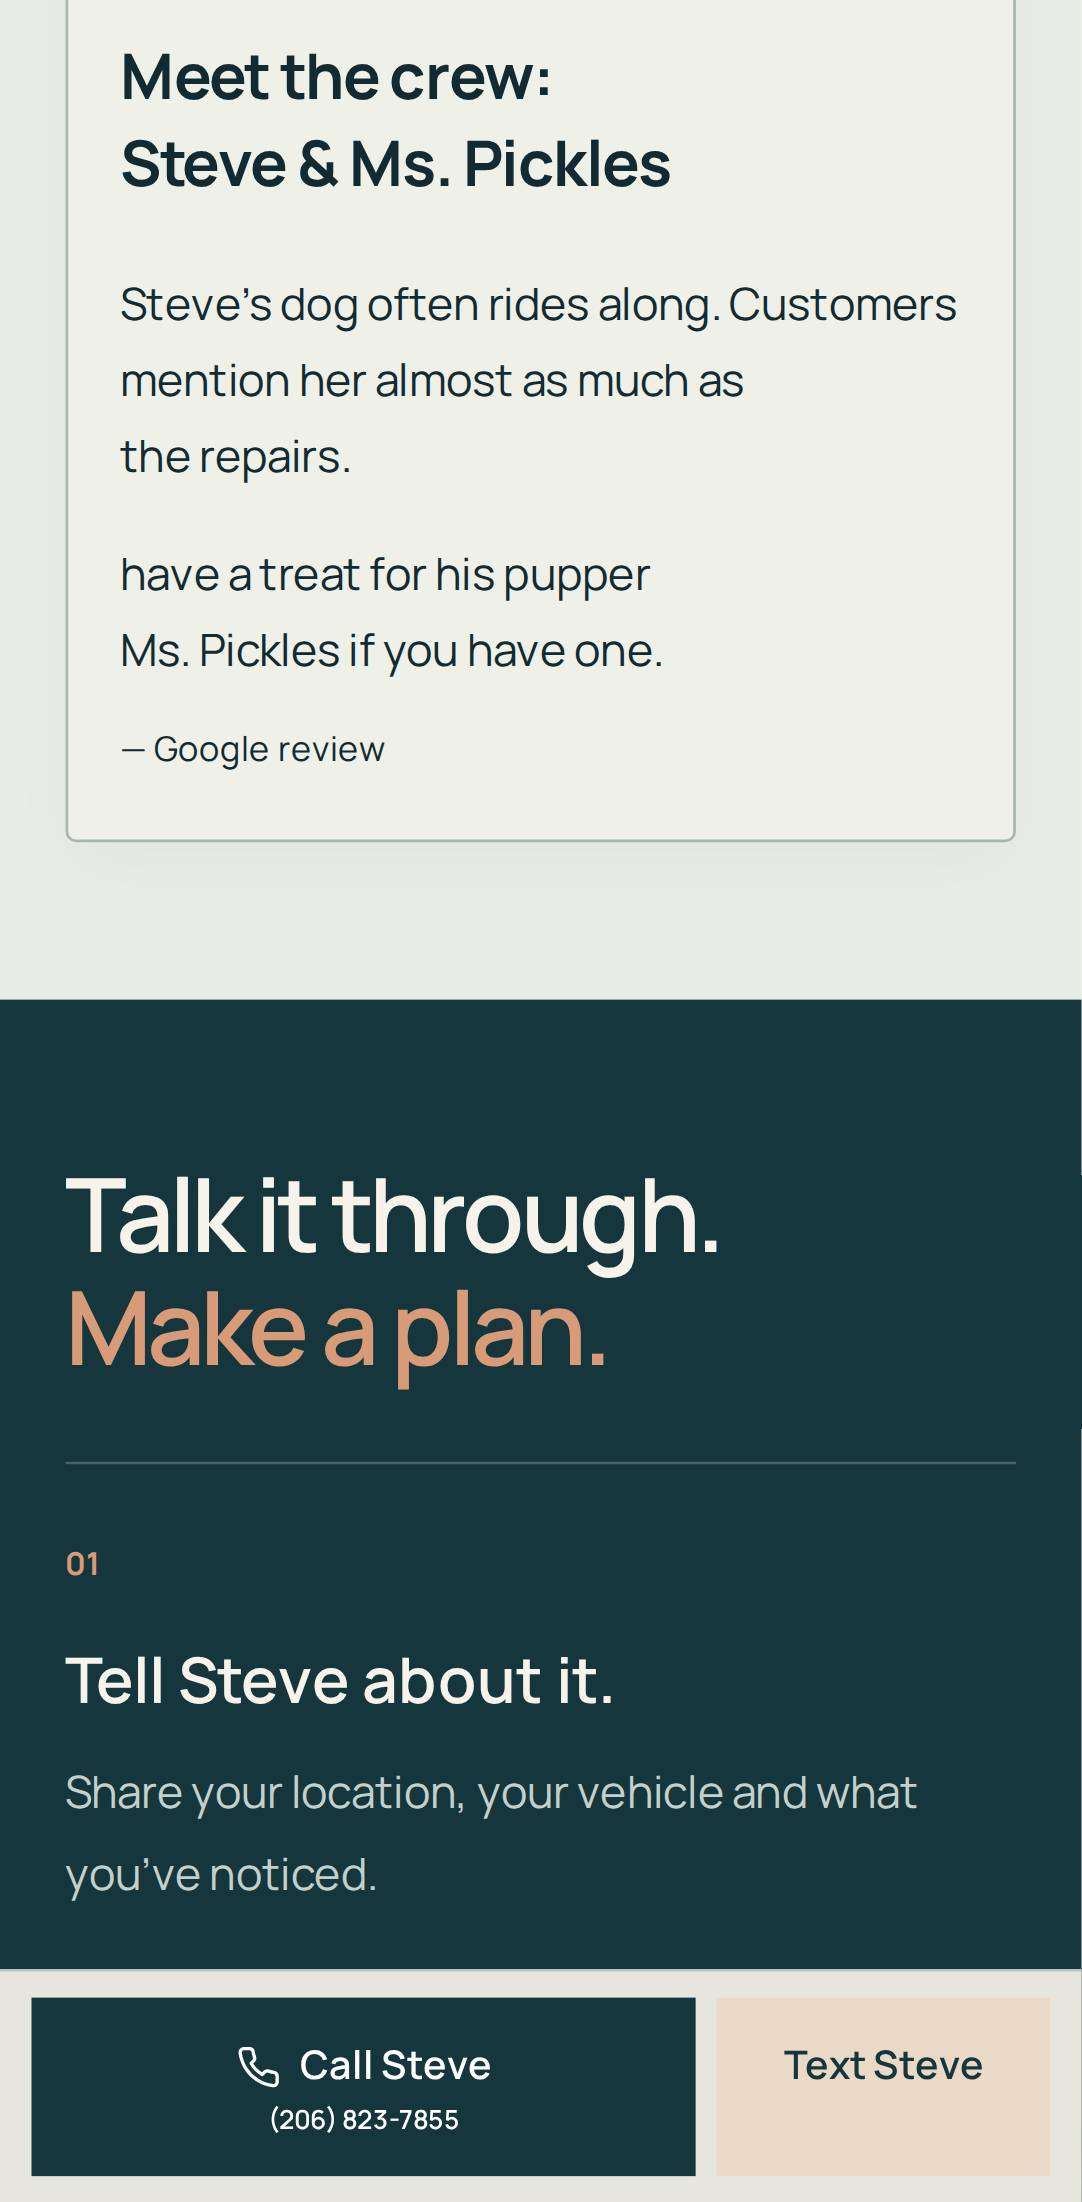 Meet the crew:
Steve & Ms. Pickles
Steve’s dog often rides along. Customers
mention her almost as much as
the repairs.
have a treat for his pupper
Ms. Pickles if you have one.
— Google review
Talk it through.
Make a plan.
01
Tell Steve about it.
Share your location, your vehicle and what
you’ve noticed.
Call Steve
(206) 823-7855
Text Steve